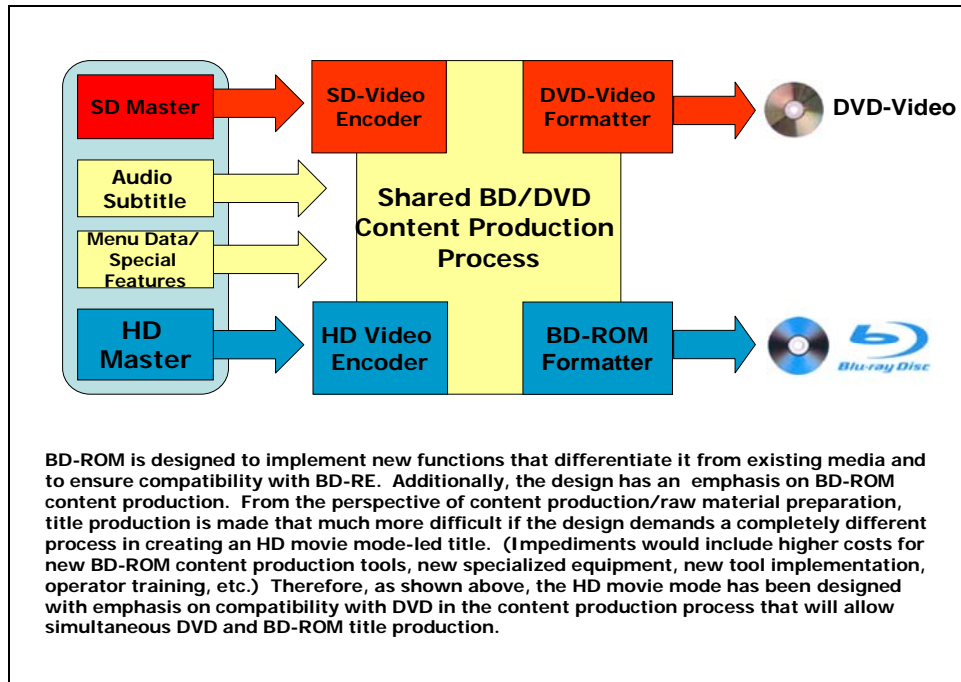 SD Master
SD-Video
Encoder
DVD-Video
Formatter
DVD-Video
Audio
Subtitle
Menu Data/
Special
Features
Shared BD/DVD
Content Production
Process
HD
Master
HD Video
Encoder
BD-ROM
Formatter
Blu-ray Disc
BD-ROM is designed to implement new functions that differentiate it from existing media and
to ensure compatibility with BD-RE. Additionally, the design has an emphasis on BD-ROM
content production. From the perspective of content production/raw material preparation,
title production is made that much more difficult if the design demands a completely different
process in creating an HD movie mode-led title. (Impediments would include higher costs for
new BD-ROM content production tools, new specialized equipment, new tool implementation,
operator training, etc.) Therefore, as shown above, the HD movie mode has been designed
with emphasis on compatibility with DVD in the content production process that will allow
simultaneous DVD and BD-ROM title production.